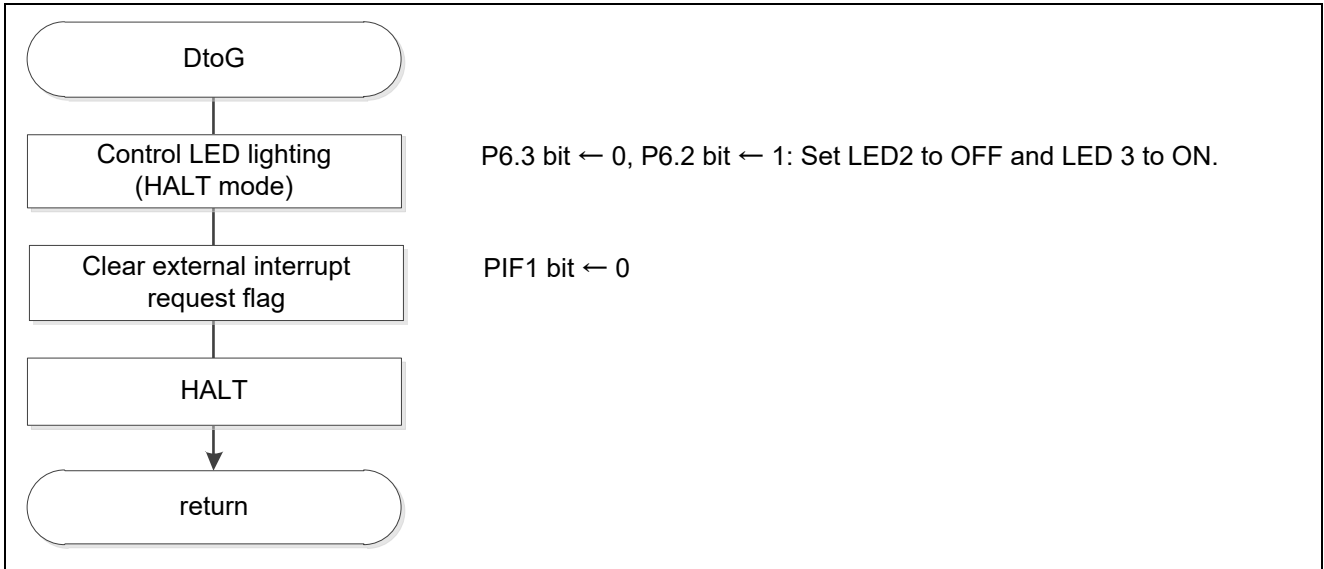 DtoG
Control LED lighting
(HALT mode)
P6.3 bit ← 0, P6.2 bit ← 1: Set LED2 to OFF and LED 3 to ON.
Clear external interrupt
request flag
PIF1 bit ← 0
HALT
return